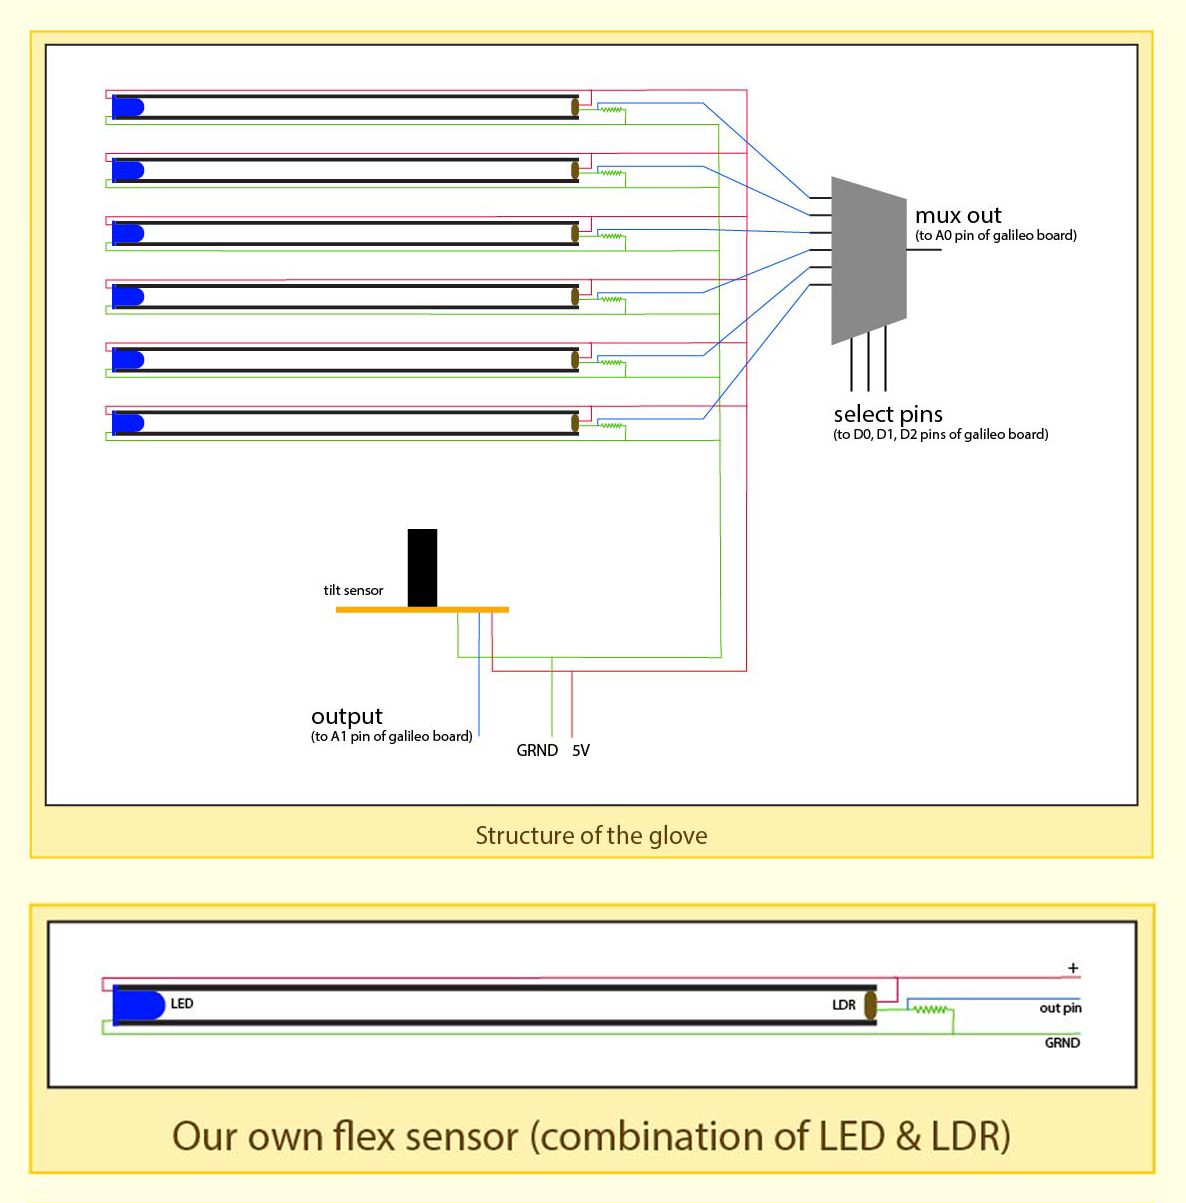 mux out
(to A0 pin of galileo board)
select pins
(to D0, D1, D2 pins of galileo board)
tilt sensor
output
(to A1 pin of galileo board)
GRND 5V
Structure of the glove
+
LED
LDR
out pin
GRND
Our own flex sensor (combination of LED & LDR)